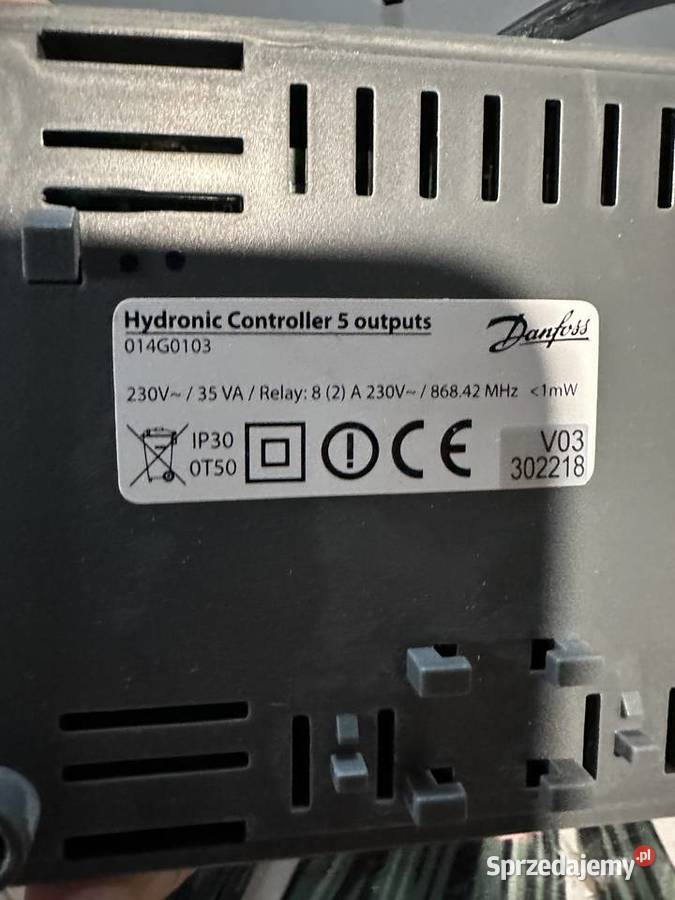 Hydronic Controller 5 outputs
Danfoss
014G0103
230V~ / 35 VA / Relay: 8 (2) A 230V~ / 868.42 MHz <1mW
IP30
0T50
CE
V03
302218
Sprzedajemy.pl